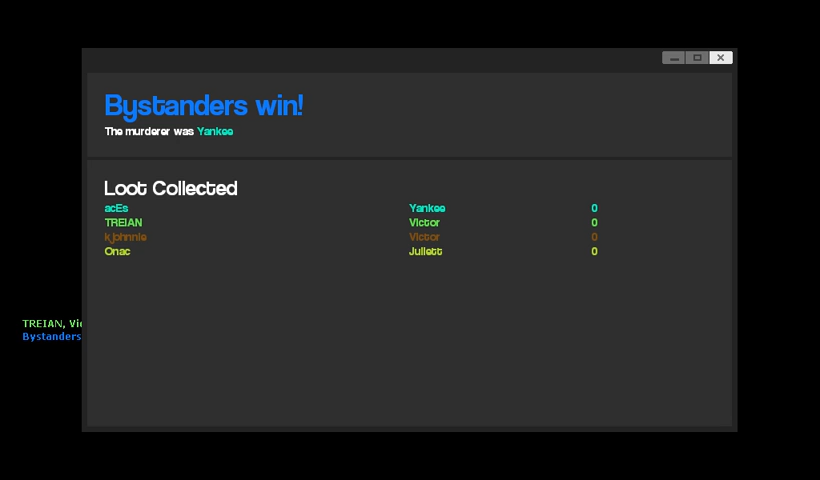 Bystanders win!
The murderer was Yankee
Loot Collected
acEs Yankee 0
TREIAN Victor 0
kjohnnie Victor 0
Onac Juliett 0
TREIAN, Vic
Bystanders